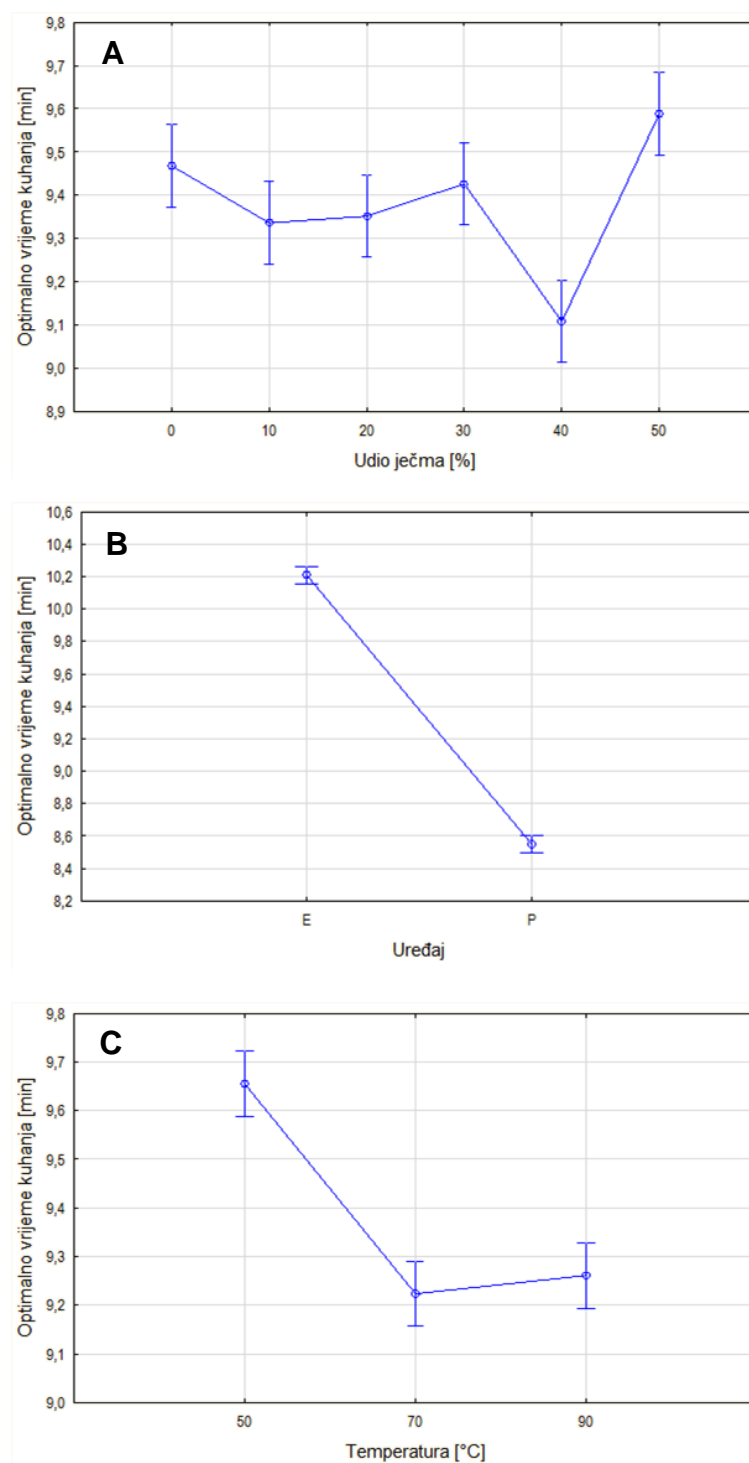 A
Optimalno vrijeme kuhanja [min]
9,8
9,7
9,6
9,5
9,4
9,3
9,2
9,1
9,0
8,9
0 10 20 30 40 50
Udio ječma [%]
B
Optimalno vrijeme kuhanja [min]
10,6
10,4
10,2
10,0
9,8
9,6
9,4
9,2
9,0
8,8
8,6
8,4
8,2
E P
Uređaj
C
Optimalno vrijeme kuhanja [min]
9,8
9,7
9,6
9,5
9,4
9,3
9,2
9,1
9,0
50 70 90
Temperatura [°C]